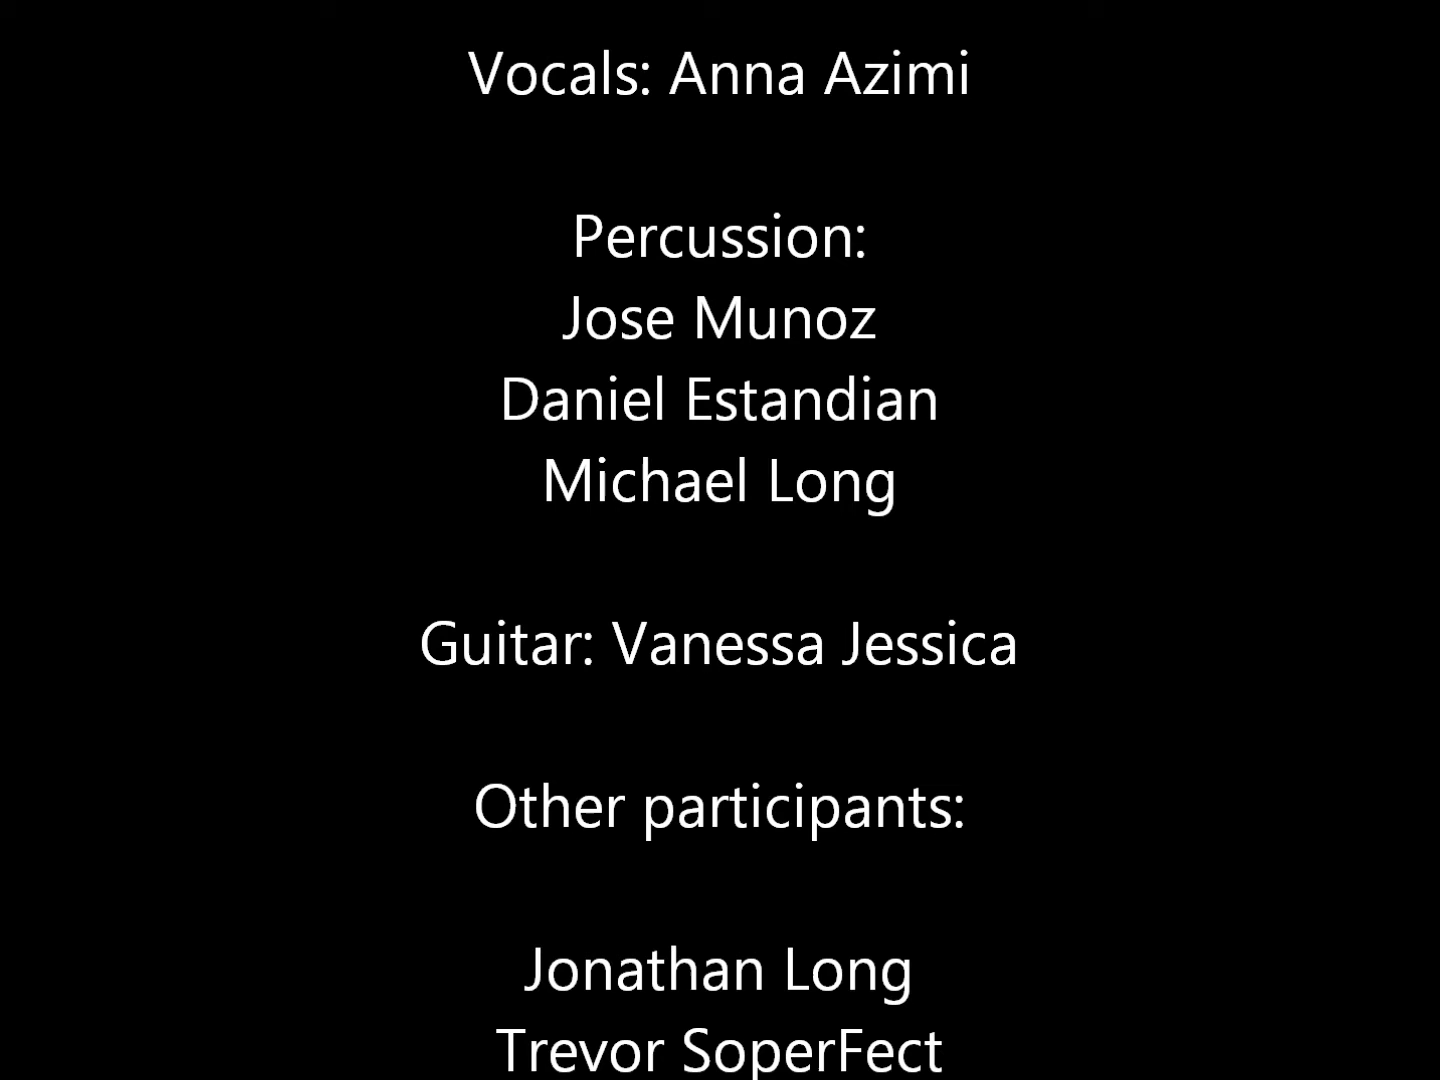 Vocals: Anna Azimi
Percussion:
Jose Munoz
Daniel Estandian
Michael Long
Guitar: Vanessa Jessica
Other participants:
Jonathan Long
Trevor SoperFect